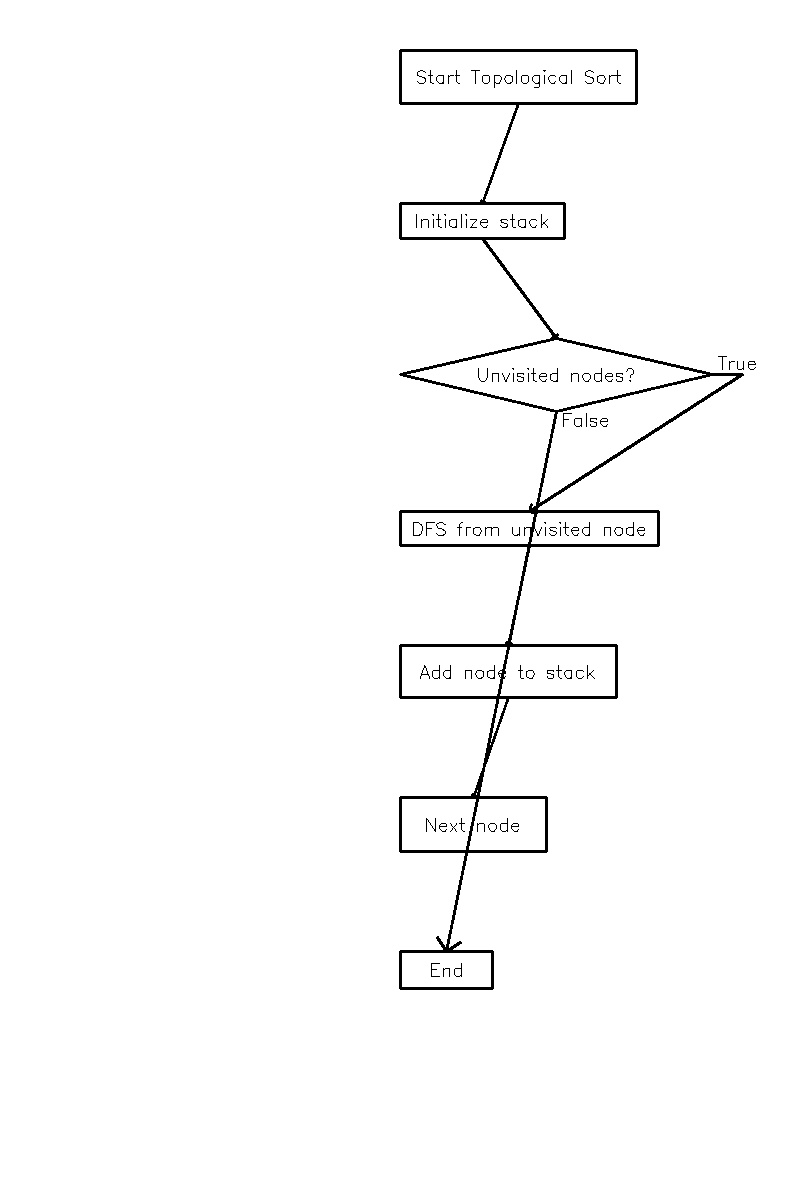 Start Topological Sort
Initialize stack
Unvisited nodes?
True
False
DFS from unvisited node
Add node to stack
Next node
End